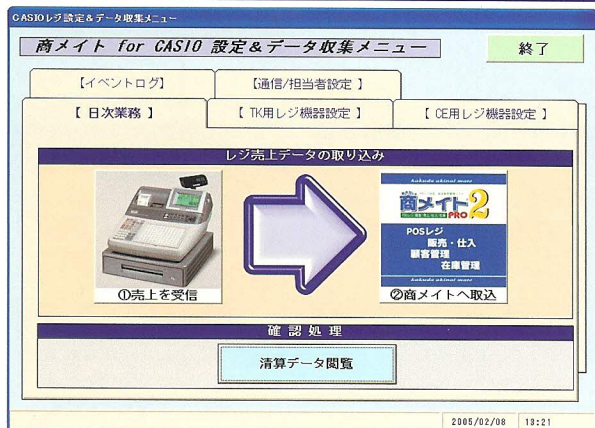 CASIOレジ設定&データ収集メニュー
商メイト for CASIO 設定&データ収集メニュー
終了
【イベントログ】
【通信/担当者設定 】
【 日次業務 】
【 TK用レジ機器設定 】
【 CE用レジ機器設定 】
レジ売上データの取り込み
①売上を受信
hakudo akinai mate
商メイト2
PRO
POSレジ
販売・仕入
顧客管理
在庫管理
hakudo akinai mate
②商メイトへ取込
確認処理
清算データ閲覧
2005/02/08
13:21